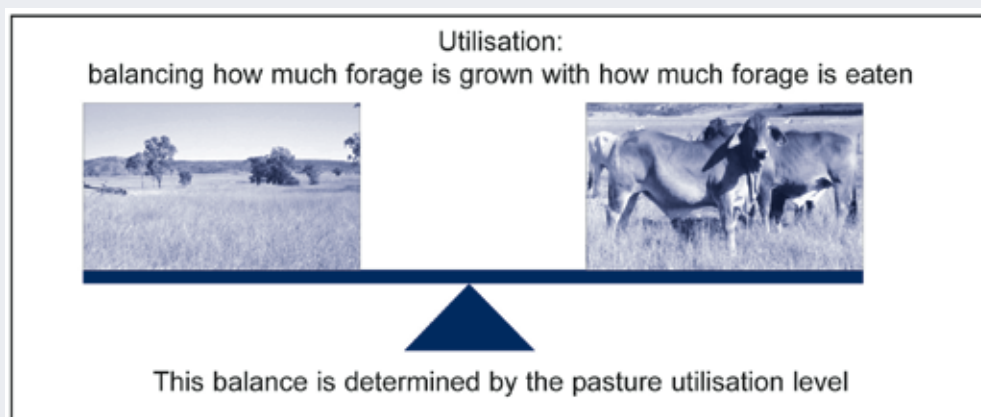 Utilisation:
balancing how much forage is grown with how much forage is eaten
This balance is determined by the pasture utilisation level